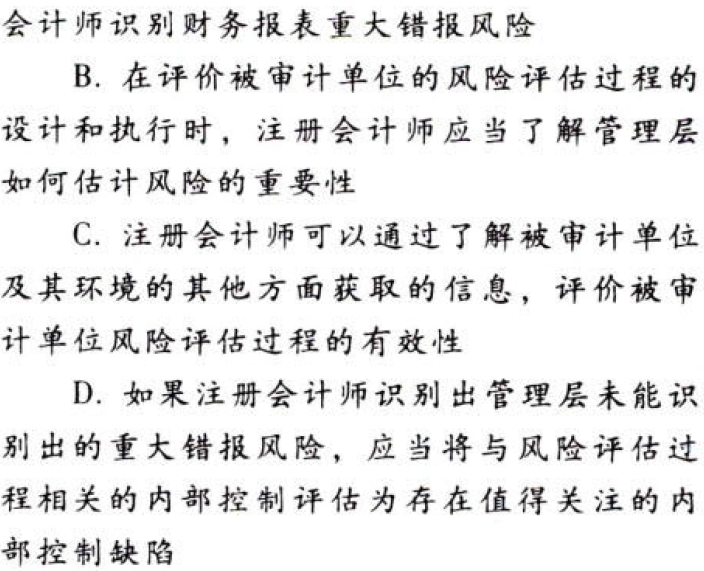 会计师识别财务报表重大错报风险
B. 在评价被审计单位的风险评估过程的
设计和执行时，注册会计师应当了解管理层
如何估计风险的重要性
C. 注册会计师可以通过了解被审计单位
及其环境的其他方面获取的信息，评价被审
计单位风险评估过程的有效性
D. 如果注册会计师识别出管理层未能识
别出的重大错报风险，应当将与风险评估过
程相关的内部控制评估为存在值得关注的内
部控制缺陷